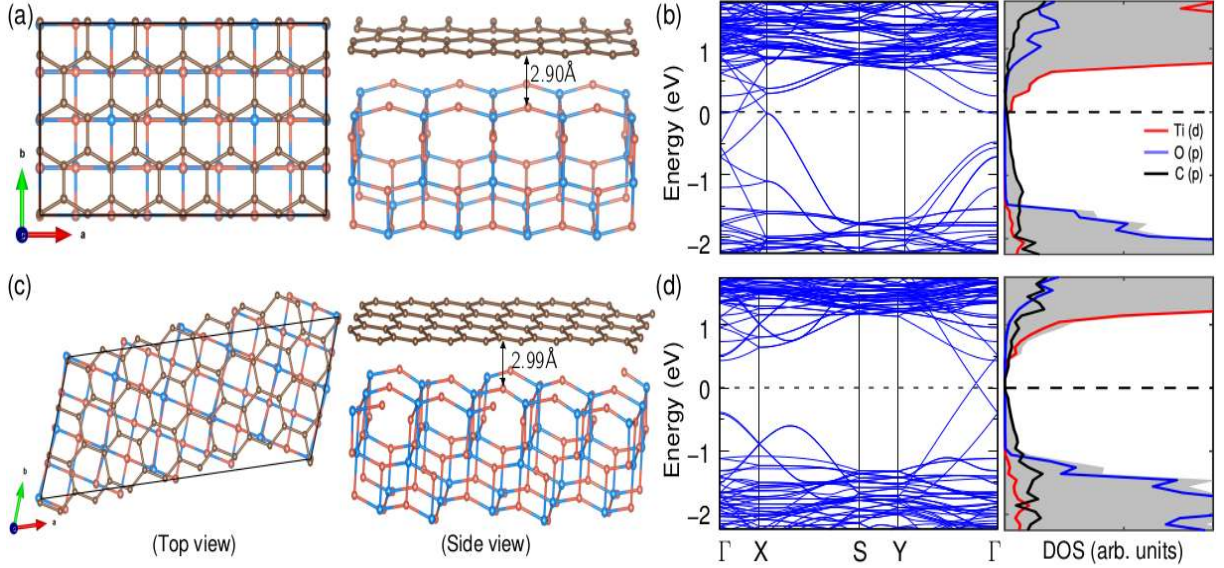 (a)
b
a
2.90Å
(b)
Energy (eV)
1
0
−1
−2
Ti (d)
O (p)
C (p)
(c)
b
a
2.99Å
(Top view)
(Side view)
(d)
Energy (eV)
1
0
−1
−2
Γ X S Y Γ
DOS (arb. units)